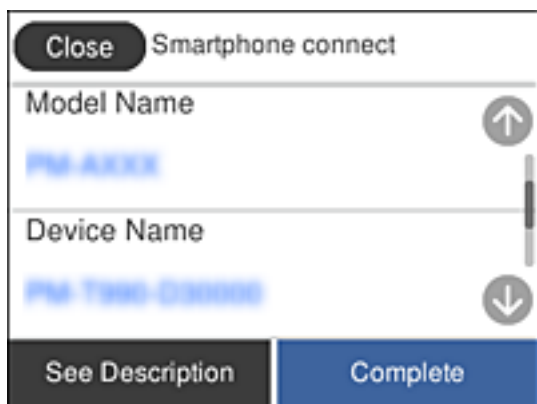 Close Smartphone connect
Model Name
PM-AXXX
Device Name
See Description Complete